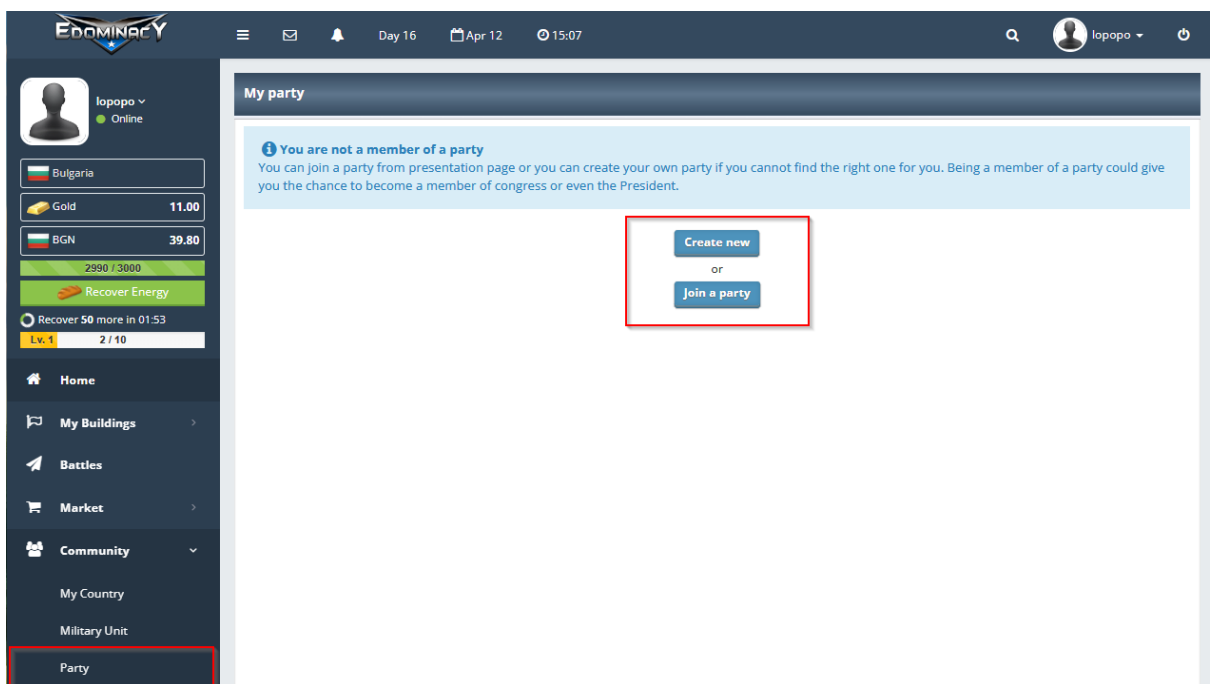 EDOMINACY
Day 16
Apr 12
15:07
lopopo
lopopo
Online
Bulgaria
Gold 11.00
BGN 39.80
2990 / 3000
Recover Energy
Recover 50 more in 01:53
Lv. 1 2 / 10
Home
My Buildings
Battles
Market
Community
My Country
Military Unit
Party
My party
You are not a member of a party
You can join a party from presentation page or you can create your own party if you cannot find the right one for you. Being a member of a party could give
you the chance to become a member of congress or even the President.
Create new
or
Join a party